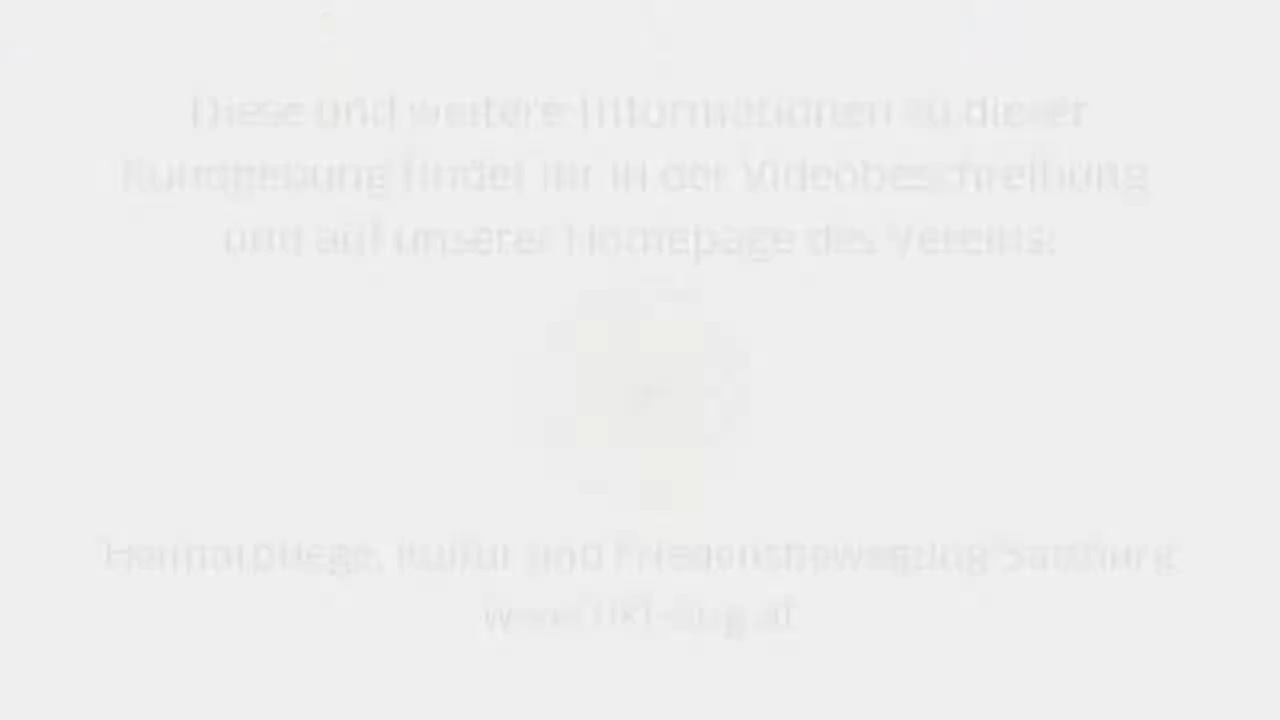 Diese und weitere Informationen zu dieser
Kundgebung findet ihr in der Videobeschreibung
und auf unserer Homepage des Vereins:
Heimatpflege, Kultur und Friedensbewegung Salzburg